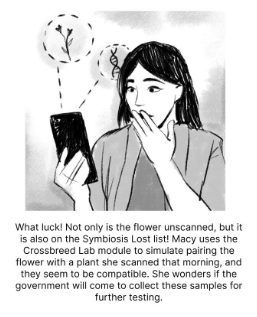 What luck! Not only is the flower unscanned, but it
is also on the Symbiosis Lost list! Macy uses the
Crossbreed Lab module to simulate pairing the
flower with a plant she scanned that morning, and
they seem to be compatible. She wonders if the
government will come to collect these samples for
further testing.